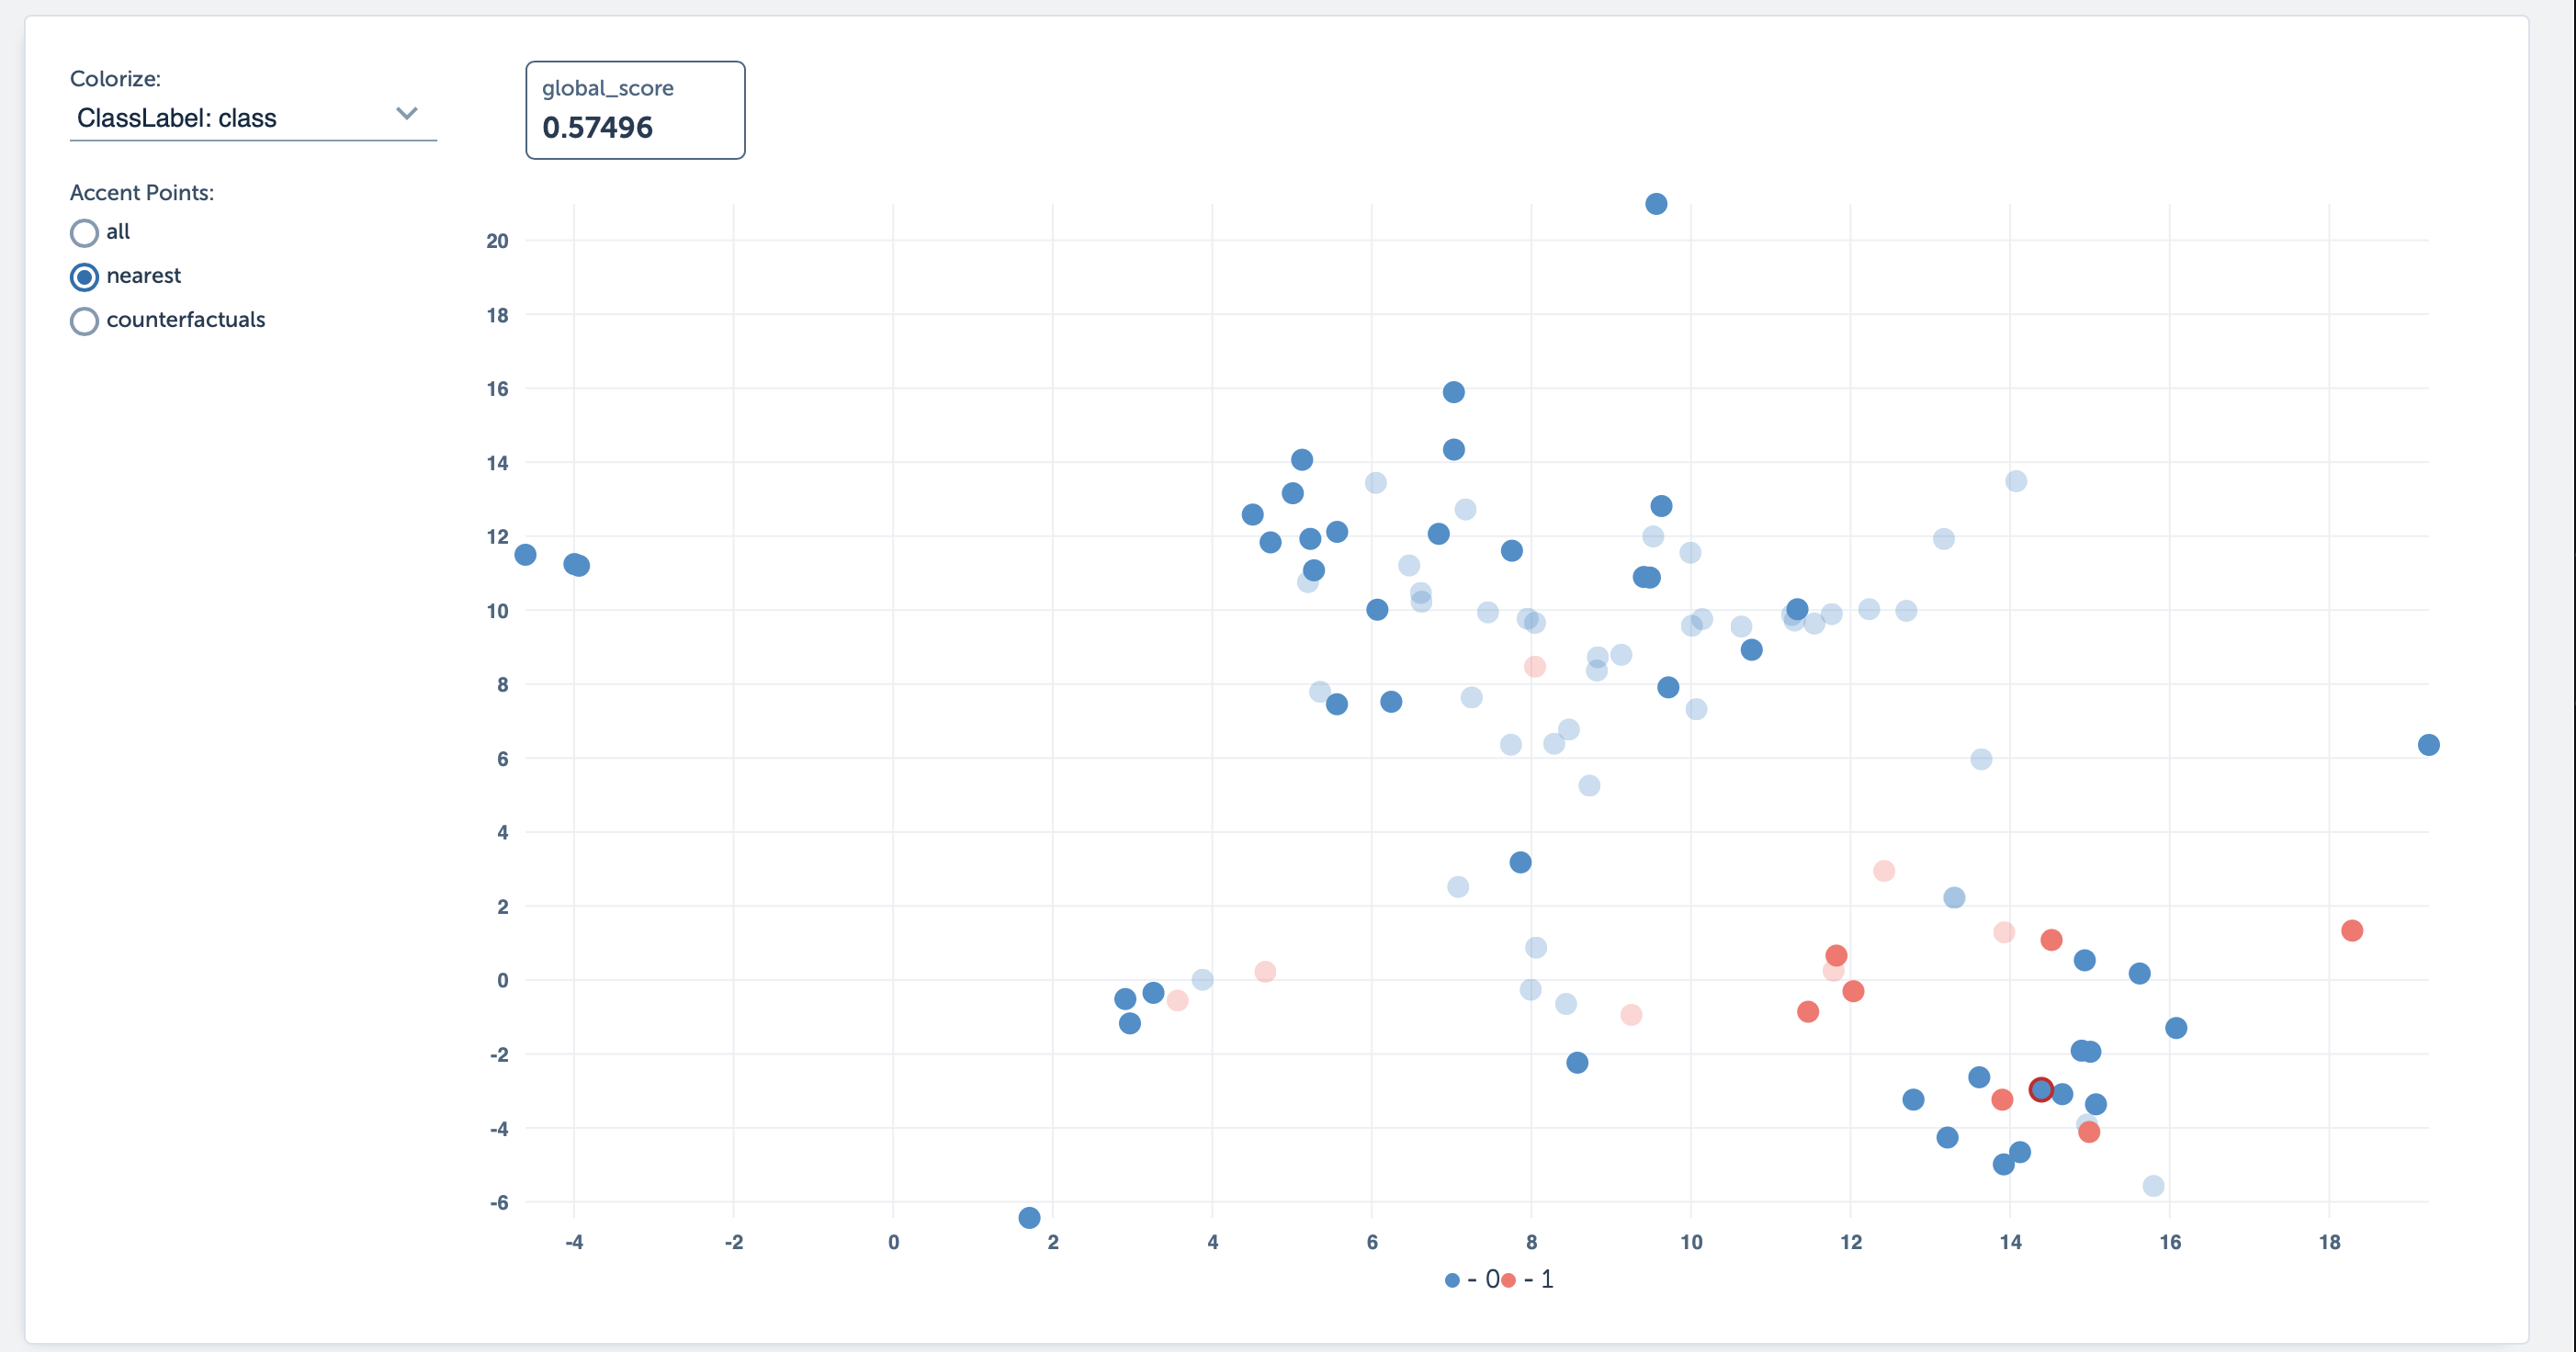 Colorize:
ClassLabel: class
global_score
0.57496
Accent Points:
all
nearest
counterfactuals
20
18
16
14
12
10
8
6
4
2
0
-2
-4
-6
-4 -2 0 2 4 6 8 10 12 14 16 18
- 0 - 1